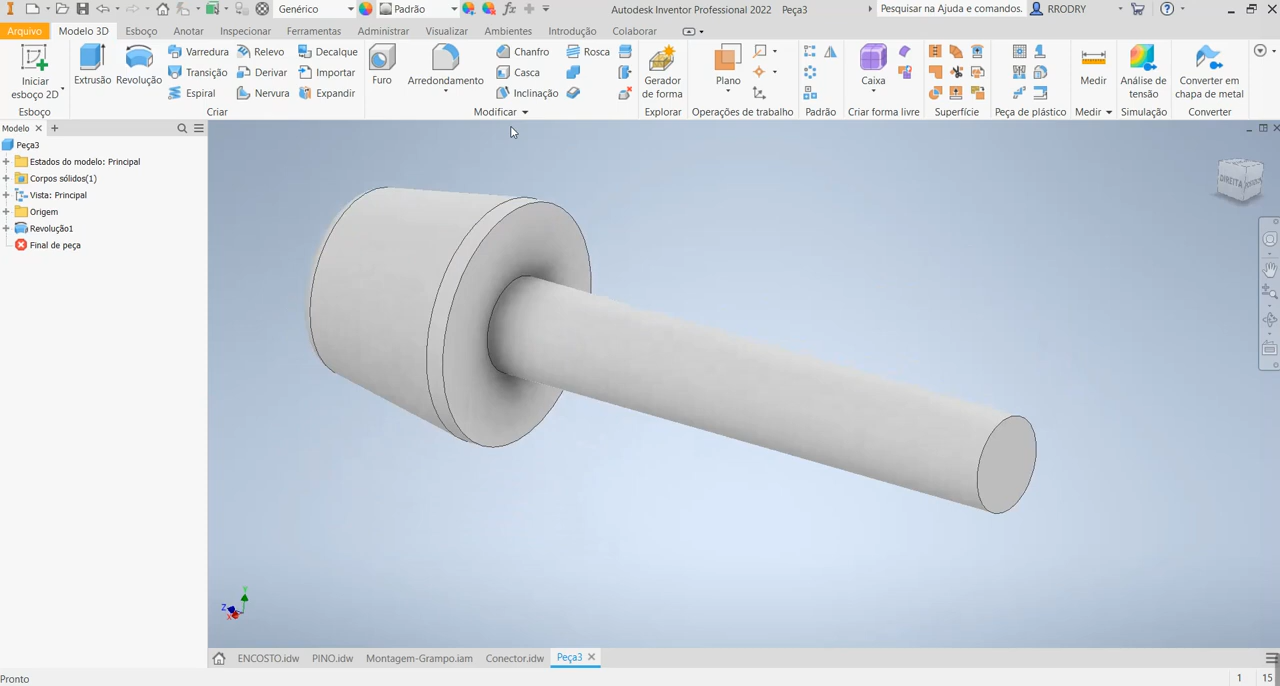 Genérico
Padrão
Autodesk Inventor Professional 2022 Peça3
Pesquisar na Ajuda e comandos.
RRODRY
Arquivo Modelo 3D Esboço Anotar Inspecionar Ferramentas Administrar Visualizar Ambientes Introdução Colaborar
Iniciar
esboço 2D
Esboço
Extrusão
Revolução
Varredura Relevo Decalque
Transição Derivar Importar
Espiral Nervura Expandir
Criar
Furo
Arredondamento
Chanfro Rosca
Casca
Inclinação
Modificar
Gerador
de forma
Explorar
Plano
Operações de trabalho
Padrão
Caixa
Criar forma livre
Superfície
Peça de plástico
Medir
Medir
Análise de
tensão
Simulação
Converter em
chapa de metal
Converter
Modelo
Peça3
Estados do modelo: Principal
Corpos sólidos(1)
Vista: Principal
Origem
Revolução1
Final de peça
DIREITA
Y
Z
X
ENCOSTO.idw PINO.idw Montagem-Grampo.iam Conector.idw Peça3
Pronto
1 15